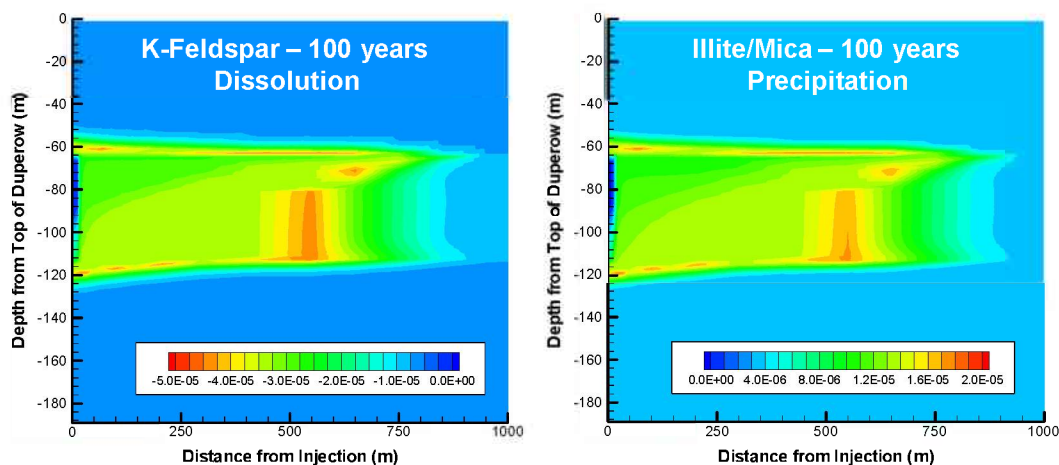 K-Feldspar – 100 years
Dissolution
Depth from Top of Duperow (m)
0
-20
-40
-60
-80
-100
-120
-140
-160
-180
-5.0E-05 -4.0E-05 -3.0E-05 -2.0E-05 -1.0E-05 0.0E+00
0 250 500 750 1000
Distance from Injection (m)
Illite/Mica – 100 years
Precipitation
Depth from Top of Duperow (m)
0
-20
-40
-60
-80
-100
-120
-140
-160
-180
0.0E+00 4.0E-06 8.0E-06 1.2E-05 1.6E-05 2.0E-05
0 250 500 750 1000
Distance from Injection (m)